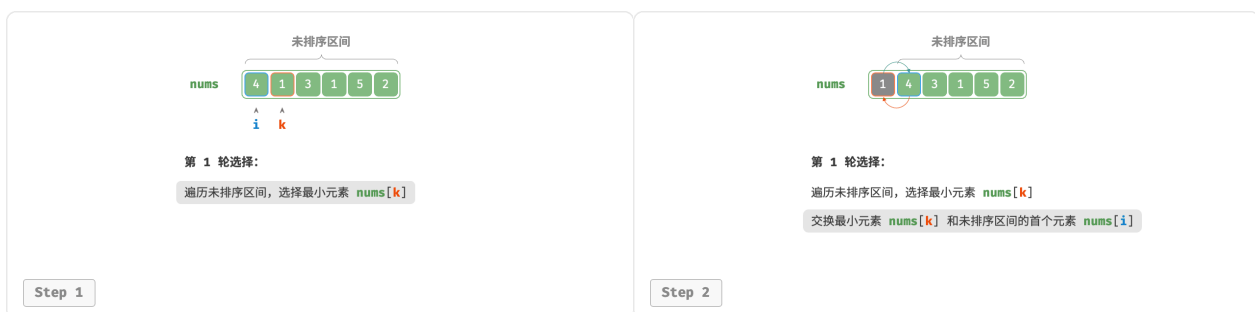 未排序区间
nums 4 1 3 1 5 2
i k
第 1 轮选择：
遍历未排序区间，选择最小元素 nums[k]
Step 1
未排序区间
nums 1 4 3 1 5 2
第 1 轮选择：
遍历未排序区间，选择最小元素 nums[k]
交换最小元素 nums[k] 和未排序区间的首个元素 nums[i]
Step 2